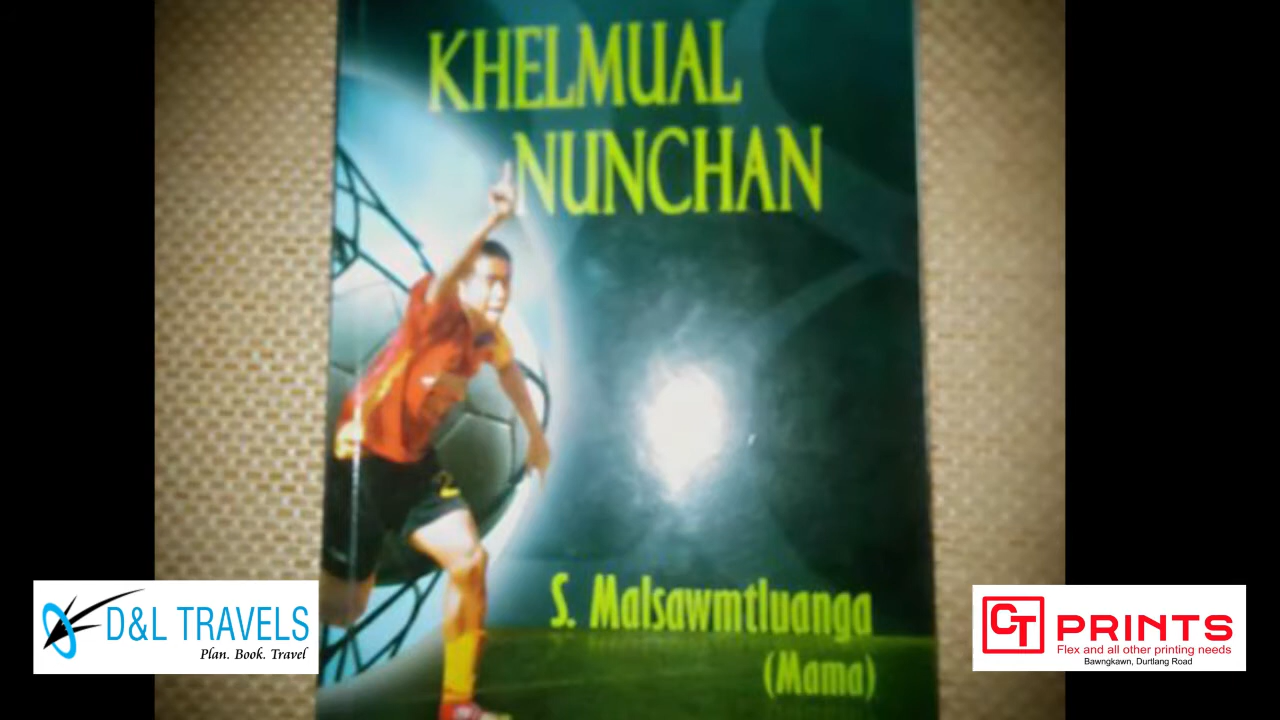 KHELMUAL
NUNCHAN
2
S. Malsawmtluanga
(Mama)
D&L TRAVELS
Plan. Book. Travel
CT PRINTS
Flex and all other printing needs
Bawngkawn, Durtlang Road